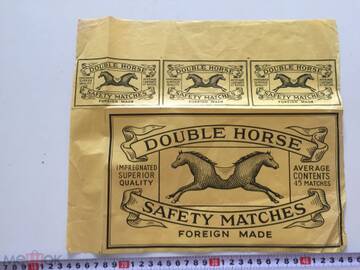 DOUBLE HORSE
SAFETY MATCHES
FOREIGN MADE
DOUBLE HORSE
SAFETY MATCHES
FOREIGN MADE
DOUBLE HORSE
SAFETY MATCHES
FOREIGN MADE
DOUBLE HORSE
IMPREGNATED
SUPERIOR
QUALITY
AVERAGE
CONTENTS
45 MATCHES
SAFETY MATCHES
FOREIGN MADE